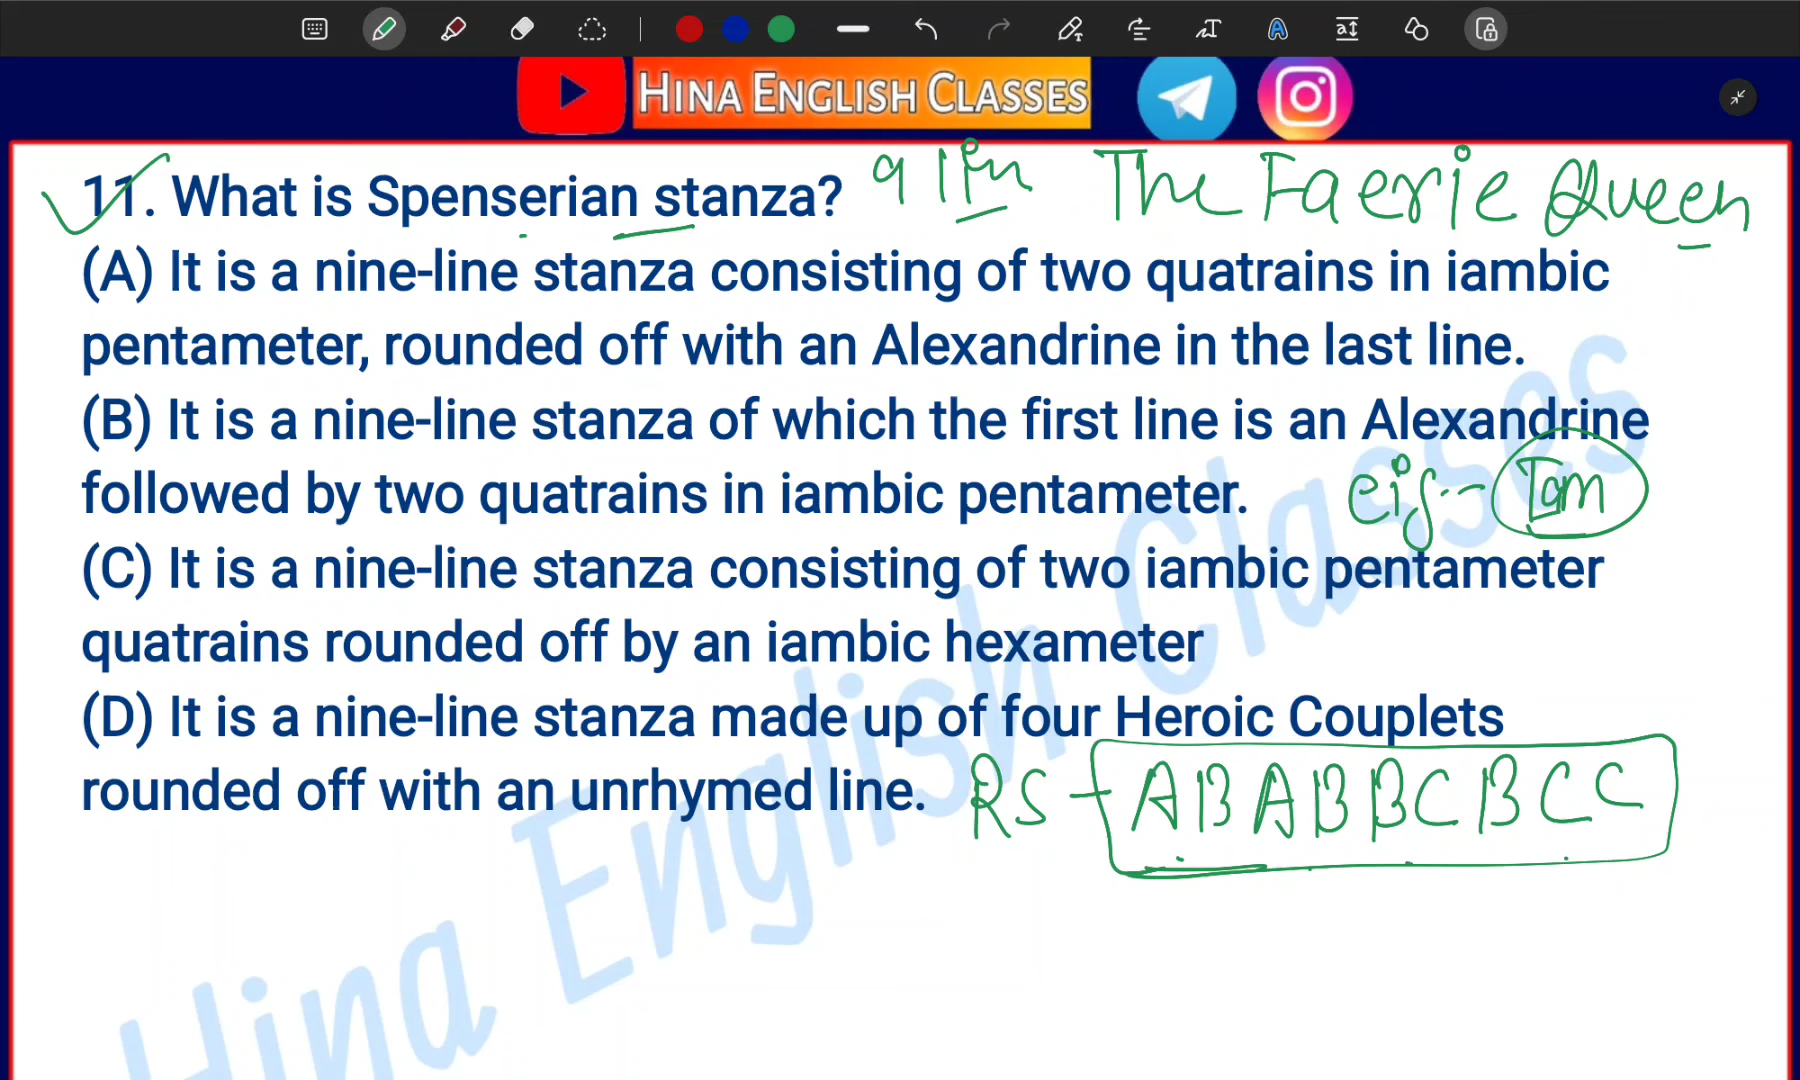 HINA ENGLISH CLASSES
11. What is Spenserian stanza? 9 lin The Faerie Queen
(A) It is a nine-line stanza consisting of two quatrains in iambic
pentameter, rounded off with an Alexandrine in the last line.
(B) It is a nine-line stanza of which the first line is an Alexandrine
followed by two quatrains in iambic pentameter.
(C) It is a nine-line stanza consisting of two iambic pentameter
quatrains rounded off by an iambic hexameter
(D) It is a nine-line stanza made up of four Heroic Couplets
rounded off with an unrhymed line. RS - ABABBCBCC
Hina English Classes